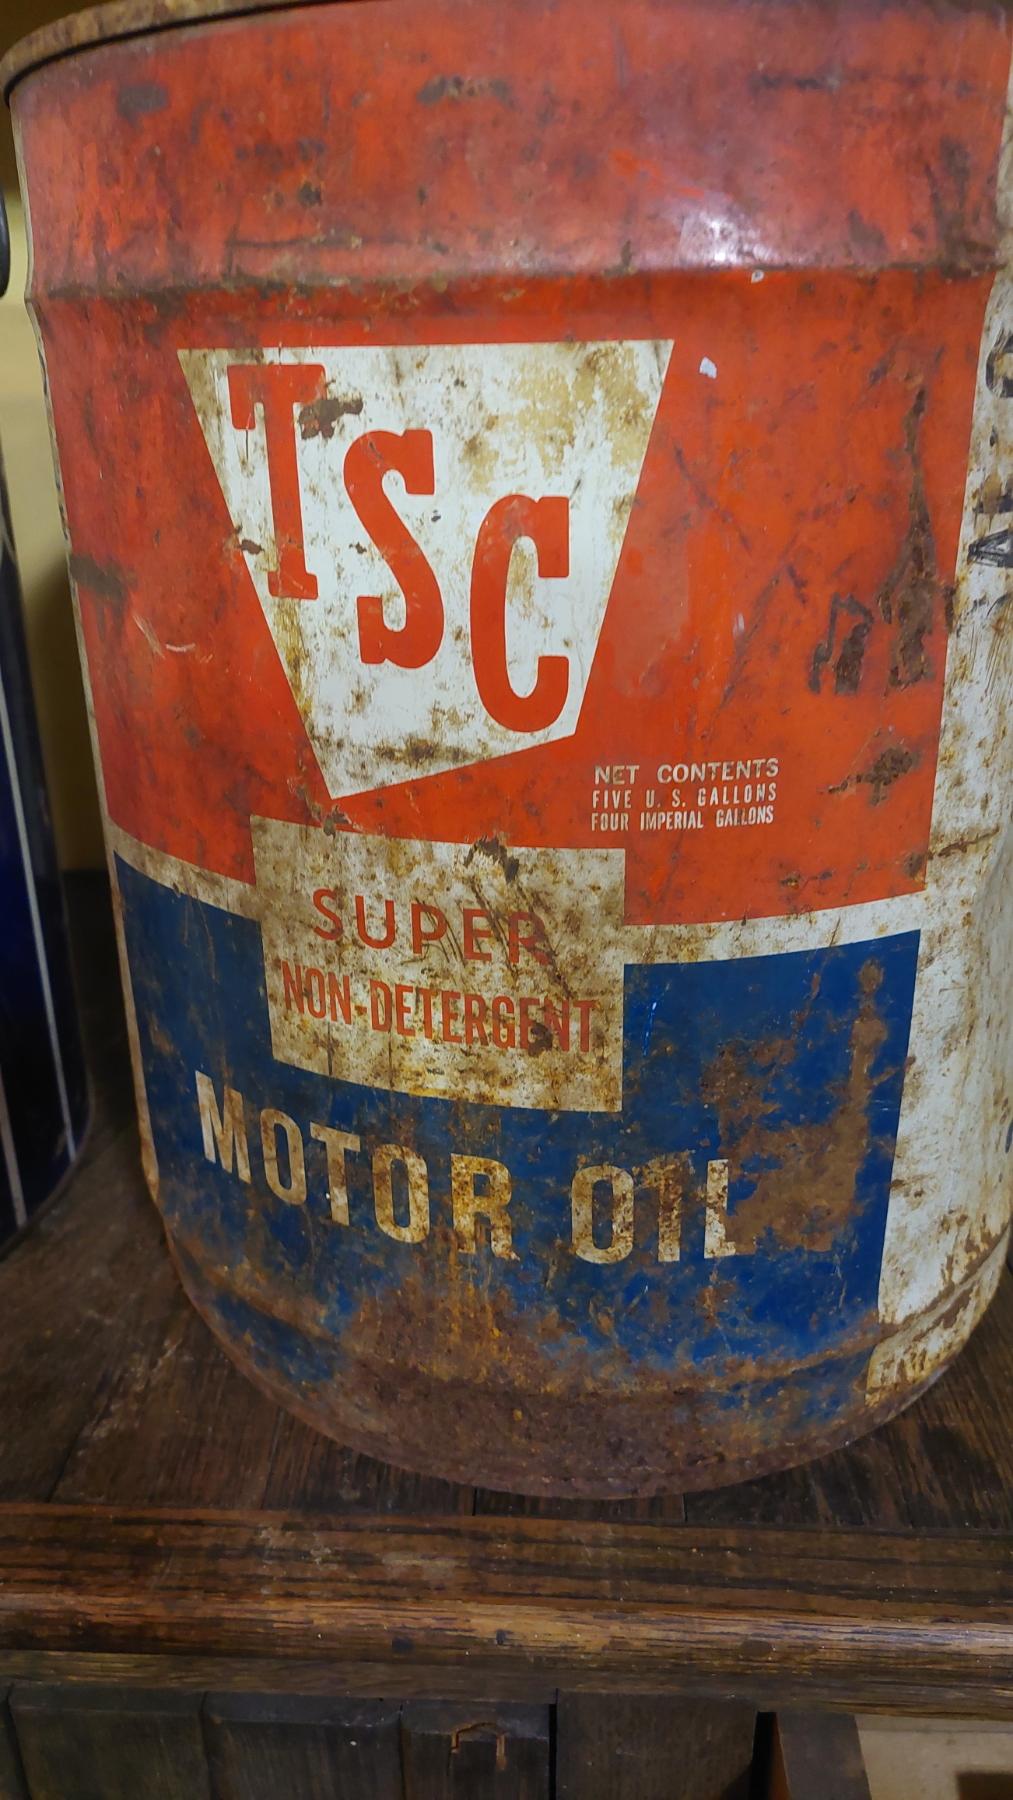 TSC
NET CONTENTS
FIVE U. S. GALLONS
FOUR IMPERIAL GALLONS
SUPER
NON-DETERGENT
MOTOR OIL